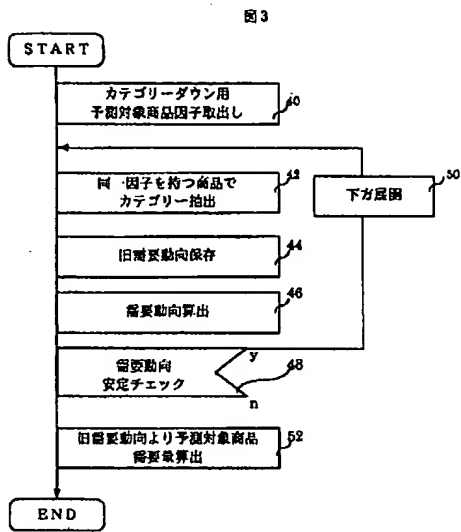 図3
START
カテゴリーダウン用
予測対象商品因子取出し
40
同一因子を持つ商品で
カテゴリー抽出
42
下方展開
50
旧需要動向保存
44
需要動向算出
46
需要動向
安定チェック
y
48
n
旧需要動向より予測対象商品
需要量算出
52
END